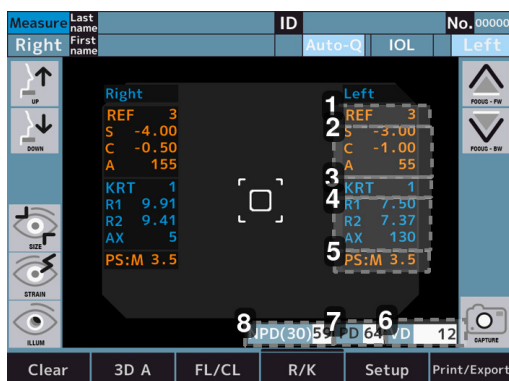 Measure Last name ID No. 00000
Right First name Auto-Q IOL Left
UP
DOWN
SIZE
STRAIN
ILLUM
Right
REF 3
S -4.00
C -0.50
A 155
KRT 1
R1 9.91
R2 9.41
AX 5
PS:M 3.5
Left
1
REF 3
2
S -3.00
C -1.00
A 55
3
KRT 1
4
R1 7.50
R2 7.37
AX 130
5
PS:M 3.5
FOCUS - FW
FOCUS - BW
CAPTURE
8 7 6
NPD(30) 59 PD 64 VD 12
Clear 3D A FL/CL R/K Setup Print/Export